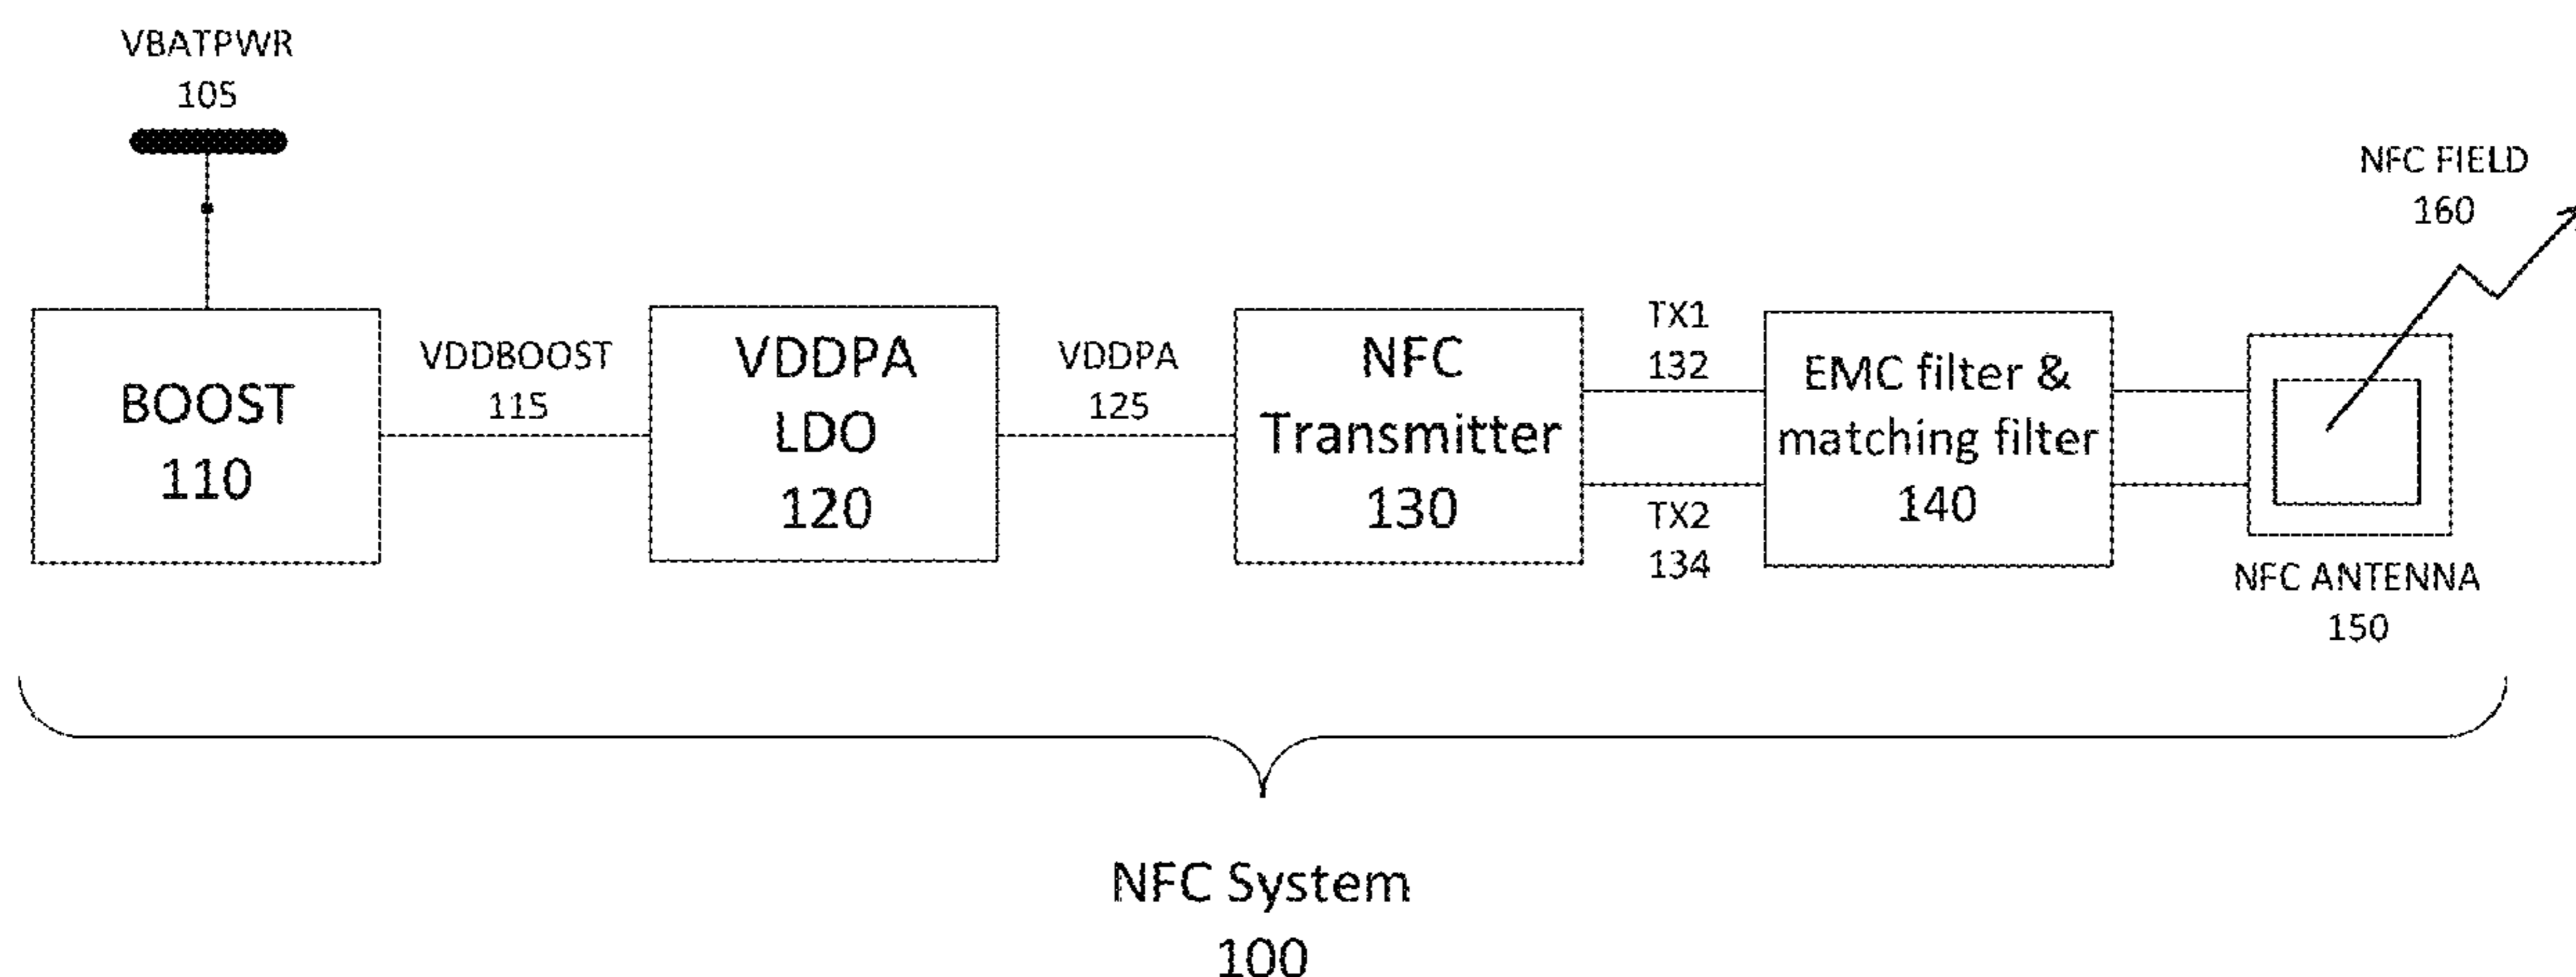 VBATPWR
105
BOOST
110
VDDBOOST
115
VDDPA
LDO
120
VDDPA
125
NFC
Transmitter
130
TX1
132
TX2
134
EMC filter &
matching filter
140
NFC FIELD
160
NFC ANTENNA
150
NFC System
100